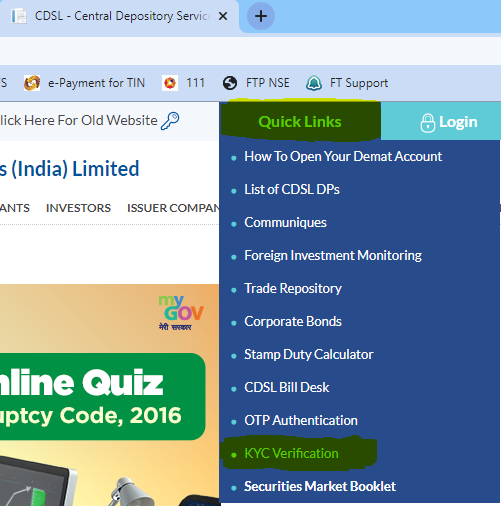 CDSL - Central Depository Service
e-Payment for TIN
111
FTP NSE
FT Support
lick Here For Old Website
Quick Links
Login
s (India) Limited
How To Open Your Demat Account
List of CDSL DPs
ANTS
INVESTORS
ISSUER COMPAN
Communiques
Foreign Investment Monitoring
Trade Repository
Corporate Bonds
Stamp Duty Calculator
CDSL Bill Desk
OTP Authentication
KYC Verification
Securities Market Booklet
my
GOV
मेरी सरकार
nline Quiz
uptcy Code, 2016